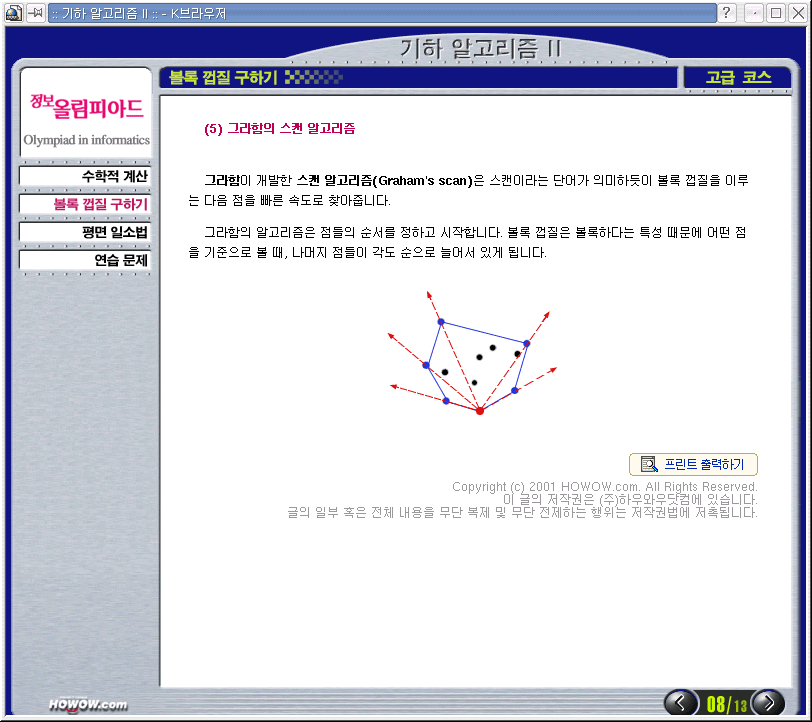 :: 기하 알고리즘 II :: - K브라우저
기하 알고리즘 II
정보올림피아드
Olympiad in informatics
수학적 계산
볼록 껍질 구하기
평면 일소법
연습 문제
볼록 껍질 구하기
고급 코스
(5) 그라함의 스캔 알고리즘
그라함이 개발한 스캔 알고리즘(Graham's scan)은 스캔이라는 단어가 의미하듯이 볼록 껍질을 이루
는 다음 점을 빠른 속도로 찾아줍니다.
그라함의 알고리즘은 점들의 순서를 정하고 시작합니다. 볼록 껍질은 볼록하다는 특성 때문에 어떤 점
을 기준으로 볼 때, 나머지 점들이 각도 순으로 늘어서 있게 됩니다.
프린트 출력하기
Copyright (c) 2001 HOWOW.com. All Rights Reserved.
이 글의 저작권은 (주)하우와우닷컴에 있습니다.
글의 일부 혹은 전체 내용을 무단 복제 및 무단 전제하는 행위는 저작권법에 저촉됩니다.
HOWOW.com
08/13